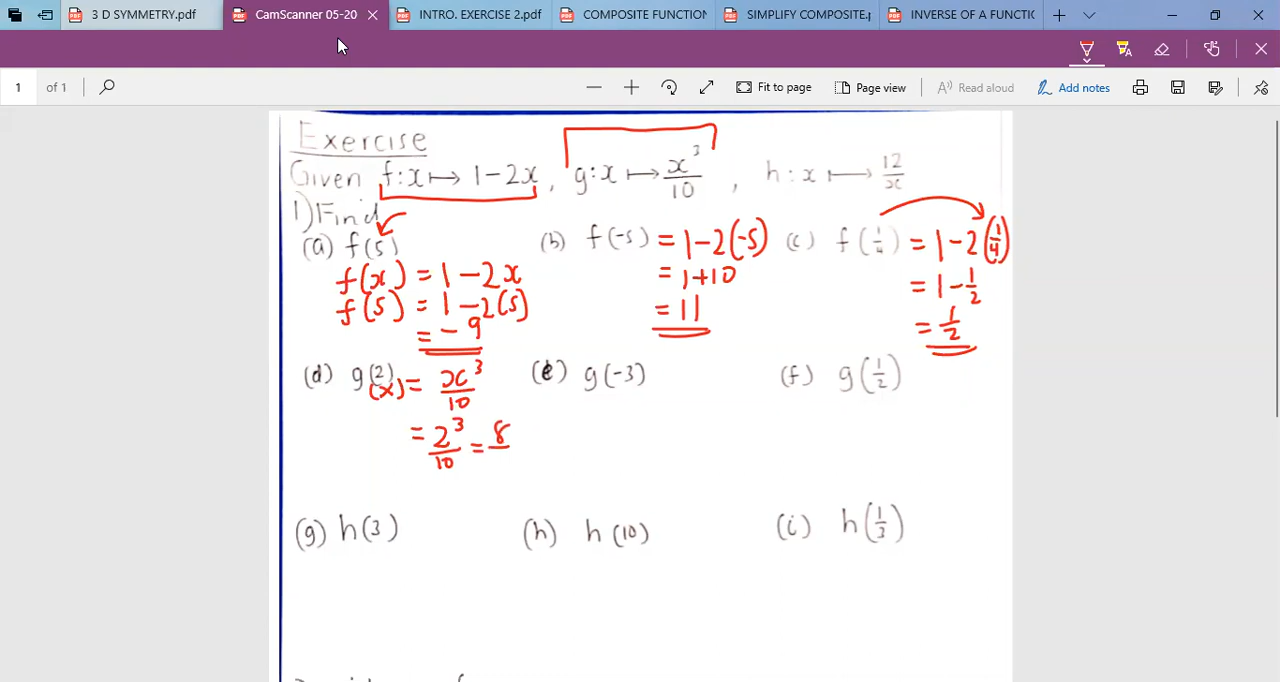 3 D SYMMETRY.pdf
CamScanner 05-20
INTRO. EXERCISE 2.pdf
COMPOSITE FUNCTION
SIMPLIFY COMPOSITE.p
INVERSE OF A FUNCTI
1 of 1
Fit to page
Page view
Read aloud
Add notes
Exercise
Given f:x ↦ 1-2x, g:x ↦ x³/10, h:x ↦ 12/x
1) Find
(a) f(5)
f(x) = 1 - 2x
f(5) = 1 - 2(5)
= -9
(b) f(-5) = 1-2(-5)
= 1+10
= 11
(c) f(1/4) = 1-2(1/4)
= 1 - 1/2
= 1/2
(d) g(2)
(x) = x³/10
= 2³/10 = 8
(e) g(-3)
(f) g(1/2)
(g) h(3)
(h) h(10)
(i) h(1/3)